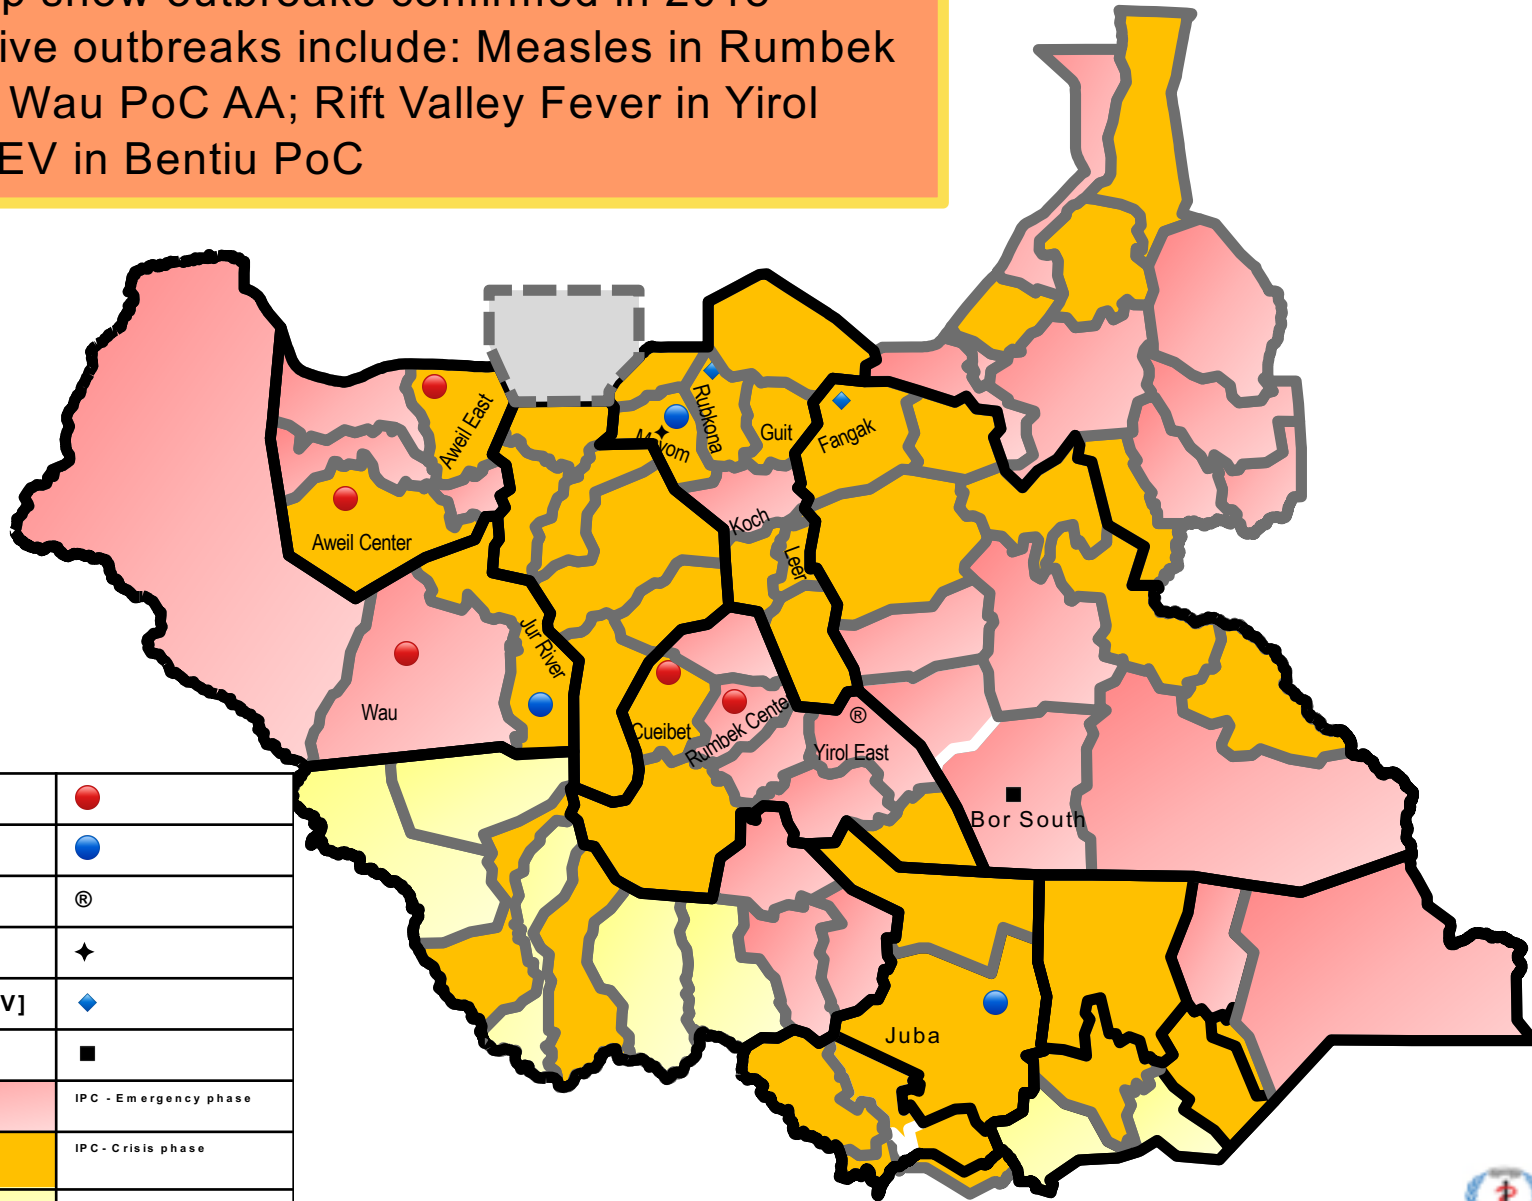 ive outbreaks include: Measles in Rumbek
Wau PoC AA; Rift Valley Fever in Yirol
EV in Bentiu PoC
Aweil East
Rubkona
Guit
Fangak
Koch
Leer
Aweil Center
Jur River
Wau
Cueibet
Rumbek Center
®
Yirol East
Bor South
Juba
®
V]
IPC - Emergency phase
IPC- Crisis phase